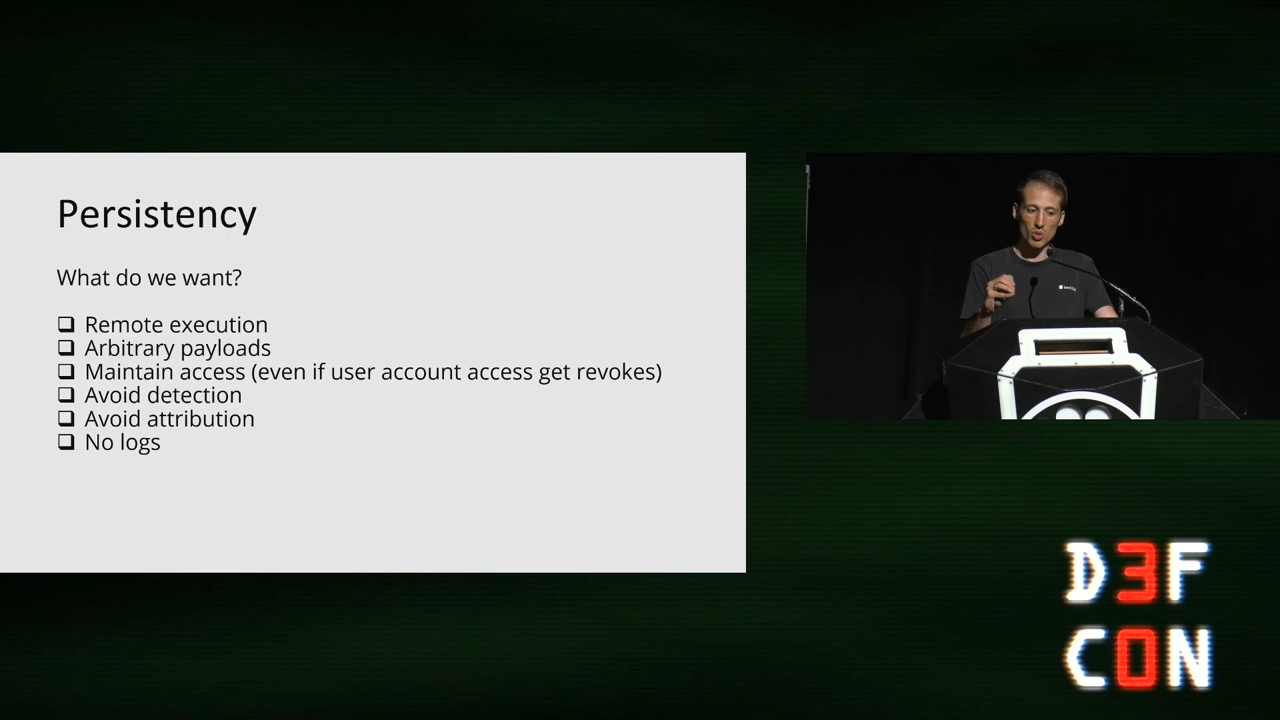 Persistency
What do we want?
❑ Remote execution
❑ Arbitrary payloads
❑ Maintain access (even if user account access get revokes)
❑ Avoid detection
❑ Avoid attribution
❑ No logs
D3F
C0N